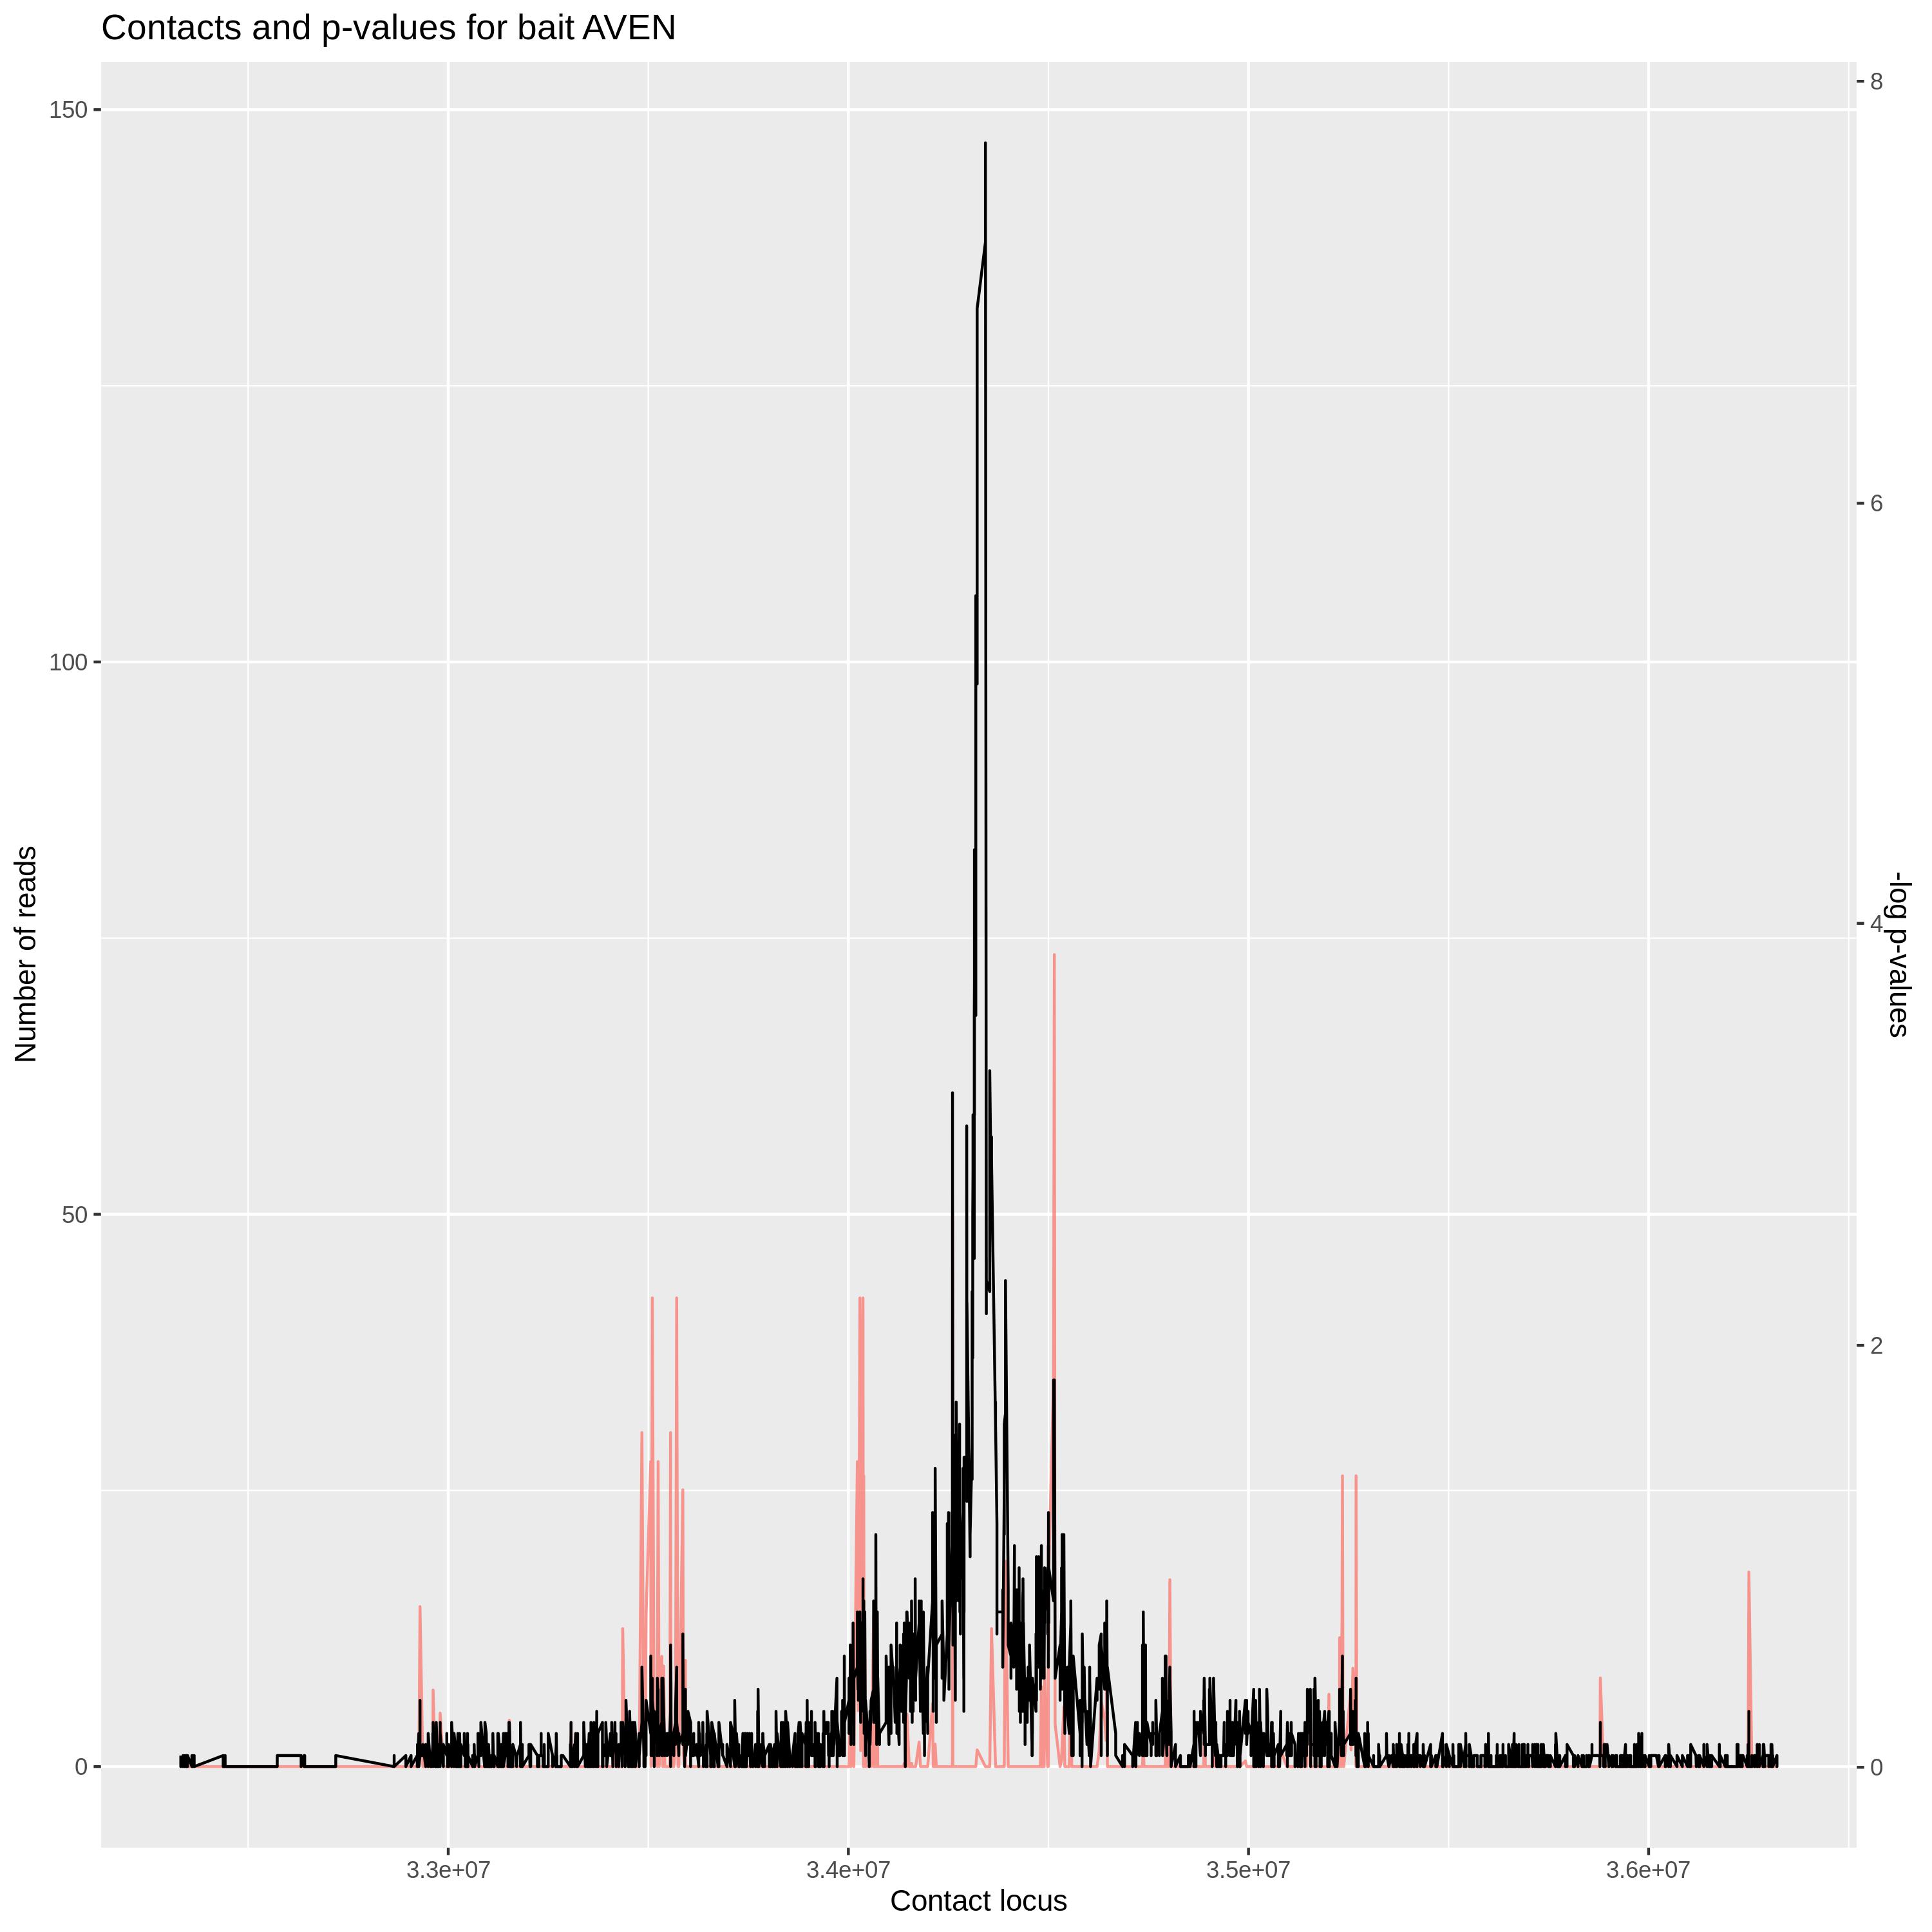 Contacts and p-values for bait AVEN
150
100
50
0
8
6
4
2
0
Number of reads
-log p-values
3.3e+07
3.4e+07
3.5e+07
3.6e+07
Contact locus